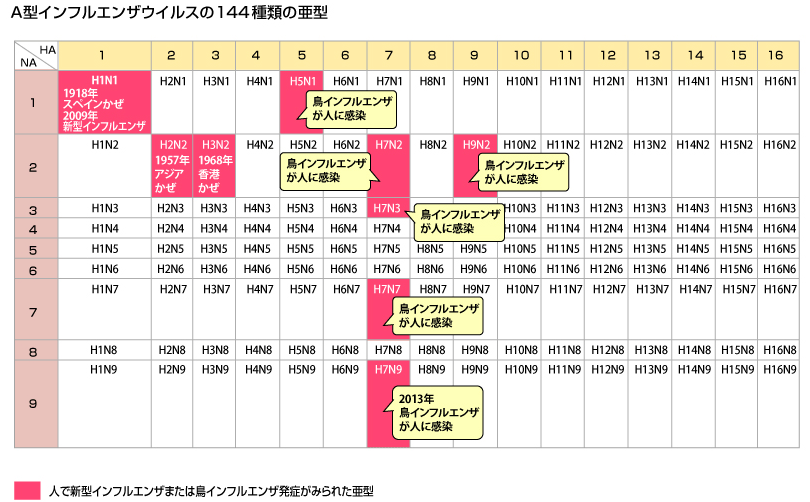 A型インフルエンザウイルスの144種類の亜型
HA
NA
1 2 3 4 5 6 7 8 9 10 11 12 13 14 15 16
1
H1N1 H2N1 H3N1 H4N1 H5N1 H6N1 H7N1 H8N1 H9N1 H10N1 H11N1 H12N1 H13N1 H14N1 H15N1 H16N1
1918年
スペインかぜ
2009年
新型インフルエンザ
鳥インフルエンザ
が人に感染
2
H1N2 H2N2 H3N2 H4N2 H5N2 H6N2 H7N2 H8N2 H9N2 H10N2 H11N2 H12N2 H13N2 H14N2 H15N2 H16N2
1957年
アジア
かぜ
1968年
香港
かぜ
鳥インフルエンザ
が人に感染
鳥インフルエンザ
が人に感染
3 H1N3 H2N3 H3N3 H4N3 H5N3 H6N3 H7N3 H10N3 H11N3 H12N3 H13N3 H14N3 H15N3 H16N3
鳥インフルエンザ
が人に感染
4 H1N4 H2N4 H3N4 H4N4 H5N4 H6N4 H7N4 H10N4 H11N4 H12N4 H13N4 H14N4 H15N4 H16N4
5 H1N5 H2N5 H3N5 H4N5 H5N5 H6N5 H7N5 H8N5 H9N5 H10N5 H11N5 H12N5 H13N5 H14N5 H15N5 H16N5
6 H1N6 H2N6 H3N6 H4N6 H5N6 H6N6 H7N6 H8N6 H9N6 H10N6 H11N6 H12N6 H13N6 H14N6 H15N6 H16N6
7
H1N7 H2N7 H3N7 H4N7 H5N7 H6N7 H7N7 H8N7 H9N7 H10N7 H11N7 H12N7 H13N7 H14N7 H15N7 H16N7
鳥インフルエンザ
が人に感染
8 H1N8 H2N8 H3N8 H4N8 H5N8 H6N8 H7N8 H8N8 H9N8 H10N8 H11N8 H12N8 H13N8 H14N8 H15N8 H16N8
9
H1N9 H2N9 H3N9 H4N9 H5N9 H6N9 H7N9 H8N9 H9N9 H10N9 H11N9 H12N9 H13N9 H14N9 H15N9 H16N9
2013年
鳥インフルエンザ
が人に感染
人で新型インフルエンザまたは鳥インフルエンザ発症がみられた亜型